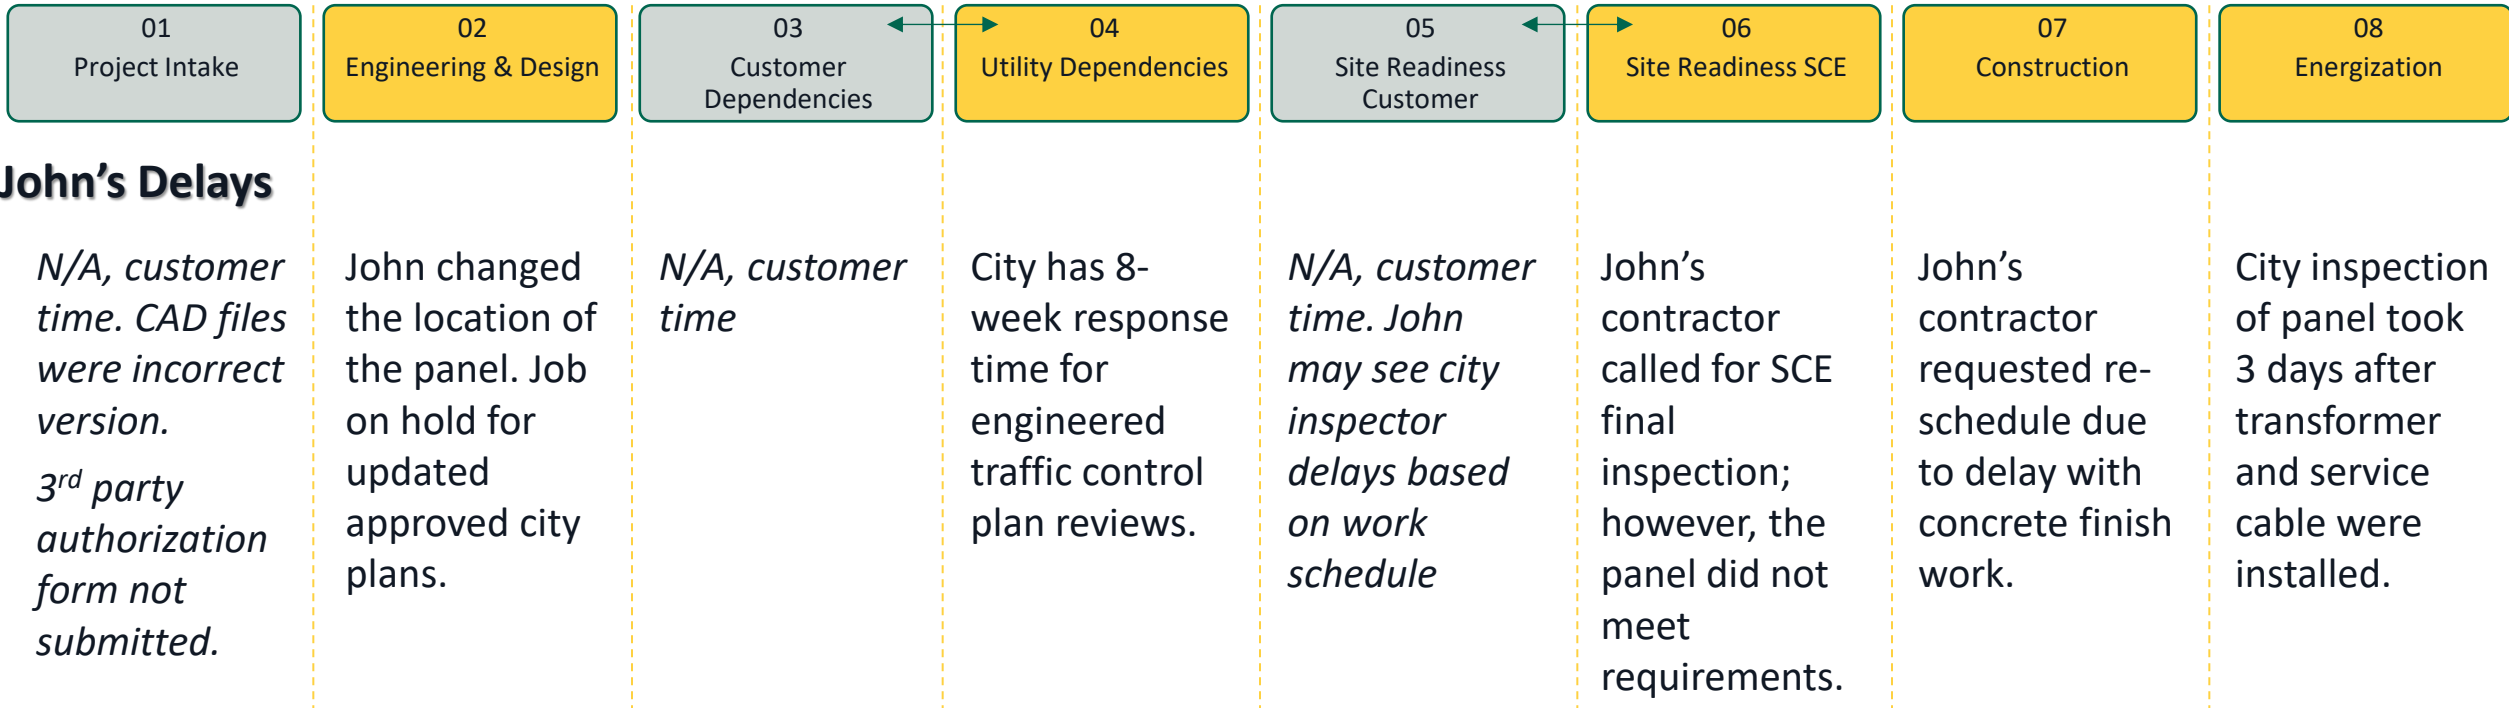 01
Project Intake
02
Engineering & Design
03
Customer
Dependencies
04
Utility Dependencies
05
Site Readiness
Customer
06
Site Readiness SCE
07
Construction
08
Energization
John’s Delays
N/A, customer
time. CAD files
were incorrect
version.
3rd party
authorization
form not
submitted.
John changed
the location of
the panel. Job
on hold for
updated
approved city
plans.
N/A, customer
time
City has 8-
week response
time for
engineered
traffic control
plan reviews.
N/A, customer
time. John
may see city
inspector
delays based
on work
schedule
John’s
contractor
called for SCE
final
inspection;
however, the
panel did not
meet
requirements.
John’s
contractor
requested re-
schedule due
to delay with
concrete finish
work.
City inspection
of panel took
3 days after
transformer
and service
cable were
installed.